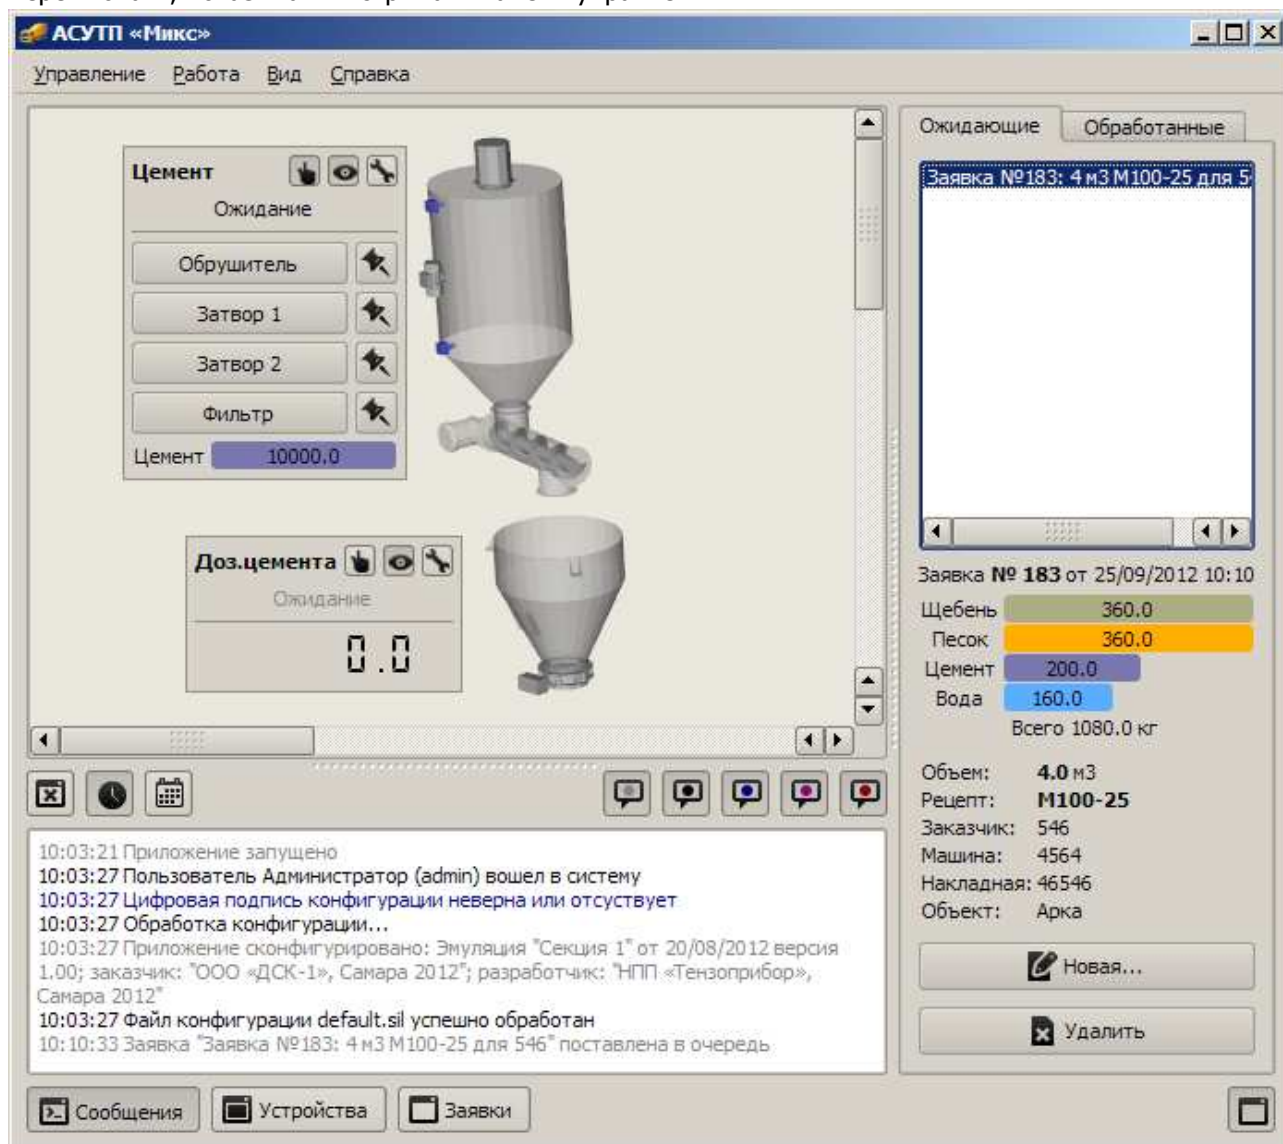 АСУТП «Микс»
Управление Работа Вид Справка
Цемент
Ожидание
Обрушитель
Затвор 1
Затвор 2
Фильтр
Цемент 10000.0
Доз.цемента
Ожидание
0.0
Ожидающие Обработанные
Заявка №183: 4 м3 М100-25 для 5
Заявка № 183 от 25/09/2012 10:10
Щебень 360.0
Песок 360.0
Цемент 200.0
Вода 160.0
Всего 1080.0 кг
Объем: 4.0 м3
Рецепт: М100-25
Заказчик: 546
Машина: 4564
Накладная: 46546
Объект: Арка
Новая...
Удалить
10:03:21 Приложение запущено
10:03:27 Пользователь Администратор (admin) вошел в систему
10:03:27 Цифровая подпись конфигурации неверна или отсуствует
10:03:27 Обработка конфигурации...
10:03:27 Приложение сконфигурировано: Эмуляция "Секция 1" от 20/08/2012 версия
1.00; заказчик: "ООО «ДСК-1», Самара 2012"; разработчик: "НПП «Тензоприбор»,
Самара 2012"
10:03:27 Файл конфигурации default.sil успешно обработан
10:10:33 Заявка "Заявка №183: 4 м3 М100-25 для 546" поставлена в очередь
Сообщения Устройства Заявки